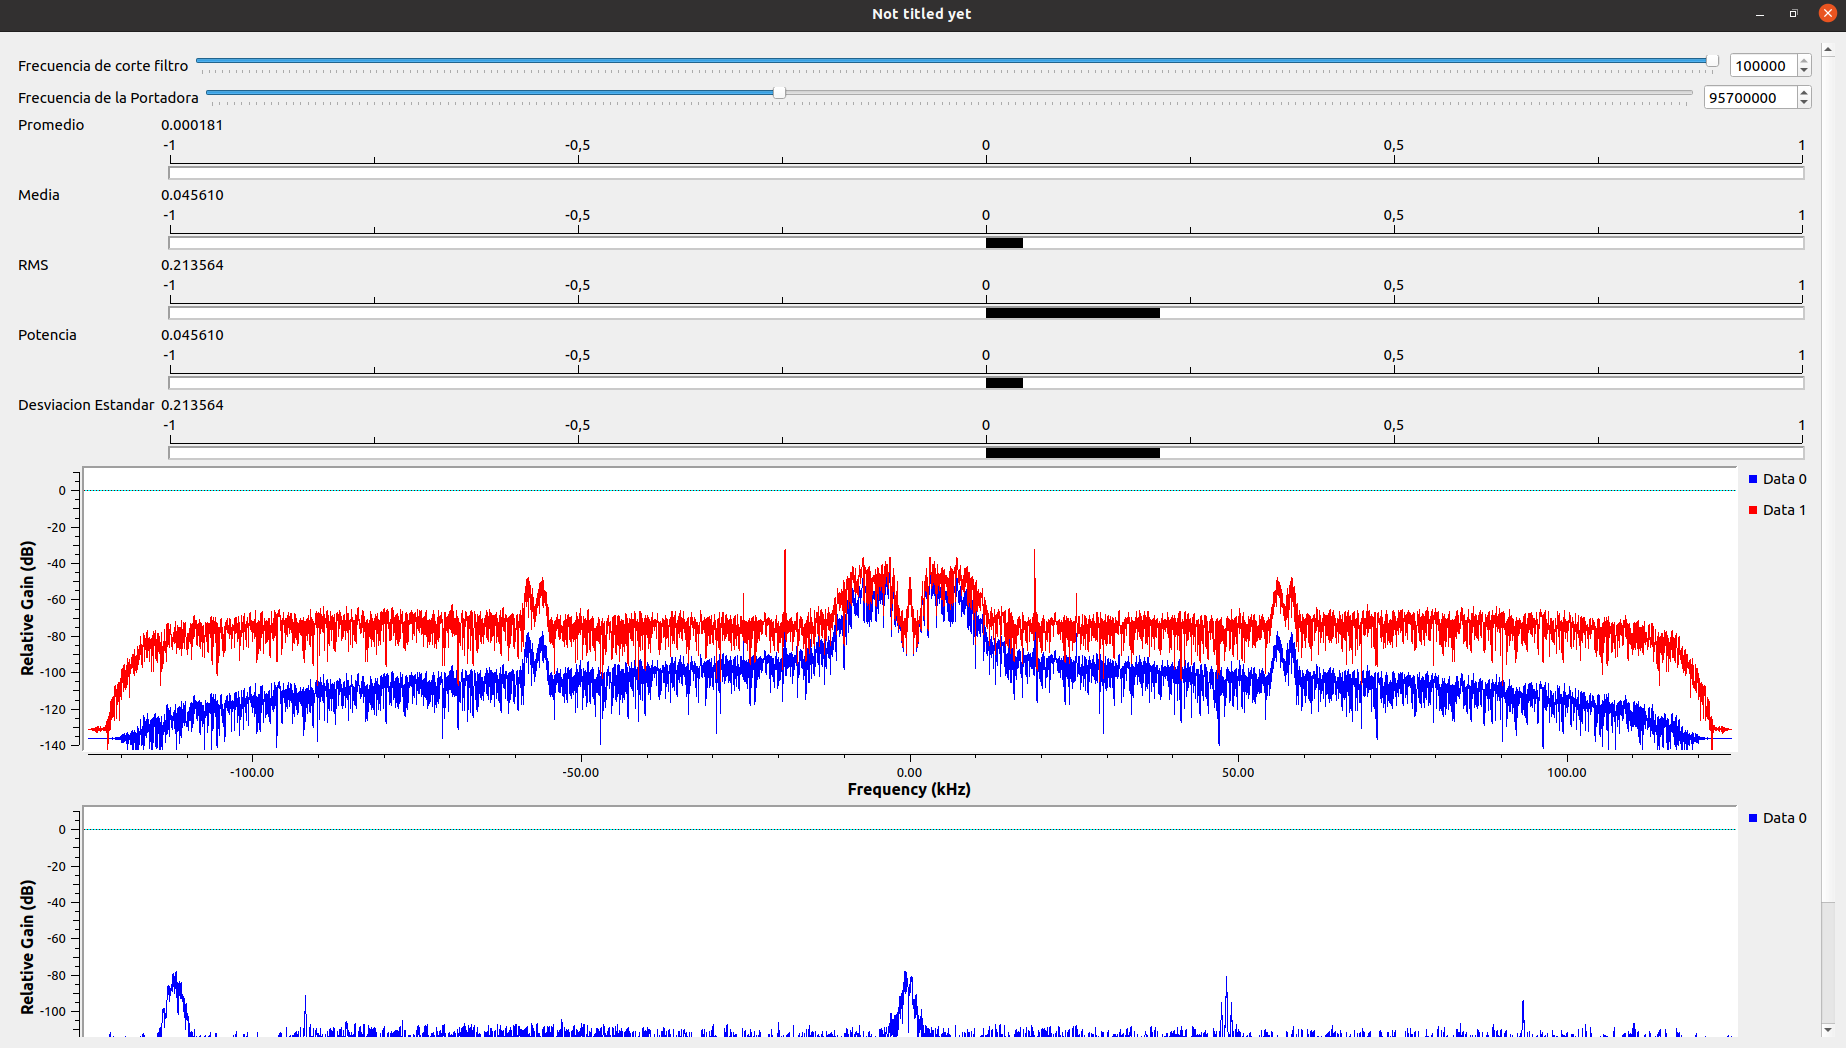 Not titled yet
Frecuencia de corte filtro 100000
Frecuencia de la Portadora 95700000
Promedio 0.000181
-1 -0,5 0 0,5 1
Media 0.045610
-1 -0,5 0 0,5 1
RMS 0.213564
-1 -0,5 0 0,5 1
Potencia 0.045610
-1 -0,5 0 0,5 1
Desviacion Estandar 0.213564
-1 -0,5 0 0,5 1
Relative Gain (dB)
0
-20
-40
-60
-80
-100
-120
-140
Data 0
Data 1
-100.00 -50.00 0.00 50.00 100.00
Frequency (kHz)
Relative Gain (dB)
0
-20
-40
-60
-80
-100
Data 0